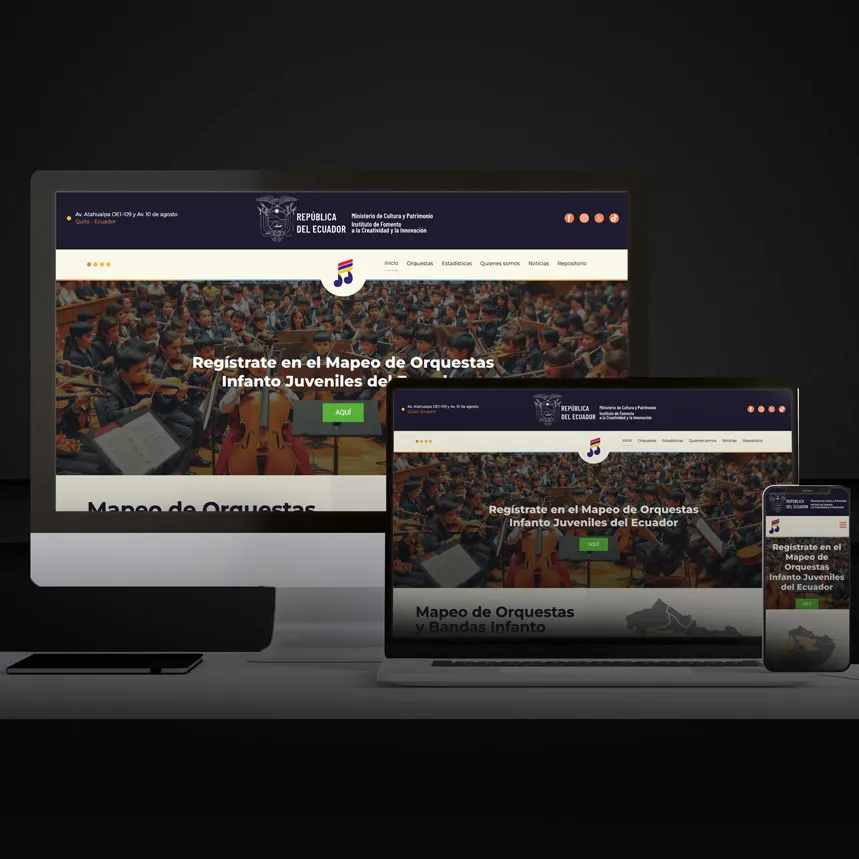 Av. Atahualpa OE1-109 y Av. 10 de agosto
Quito - Ecuador
REPÚBLICA
DEL ECUADOR
Ministerio de Cultura y Patrimonio
Instituto de Fomento
a la Creatividad y la Innovación
Inicio Orquestas Estadísticas Quienes somos Noticias Repositorio
Regístrate en el Mapeo de Orquestas
Infanto Juveniles del
AQUÍ
Mapeo de Orquestas
Av. Atahualpa OE1-109 y Av. 10 de agosto
Quito - Ecuador
REPÚBLICA
DEL ECUADOR
Ministerio de Cultura y Patrimonio
Instituto de Fomento
a la Creatividad y la Innovación
Inicio Orquestas Estadísticas Quienes somos Noticias Repositorio
Regístrate en el Mapeo de Orquestas
Infanto Juveniles del Ecuador
AQUÍ
Mapeo de Orquestas
y Bandas Infanto
REPÚBLICA
DEL ECUADOR
Ministerio de Cultura y Patrimonio
Instituto de Fomento
a la Creatividad y la Innovación
Regístrate en el
Mapeo de
Orquestas
Infanto Juveniles
del Ecuador
AQUÍ